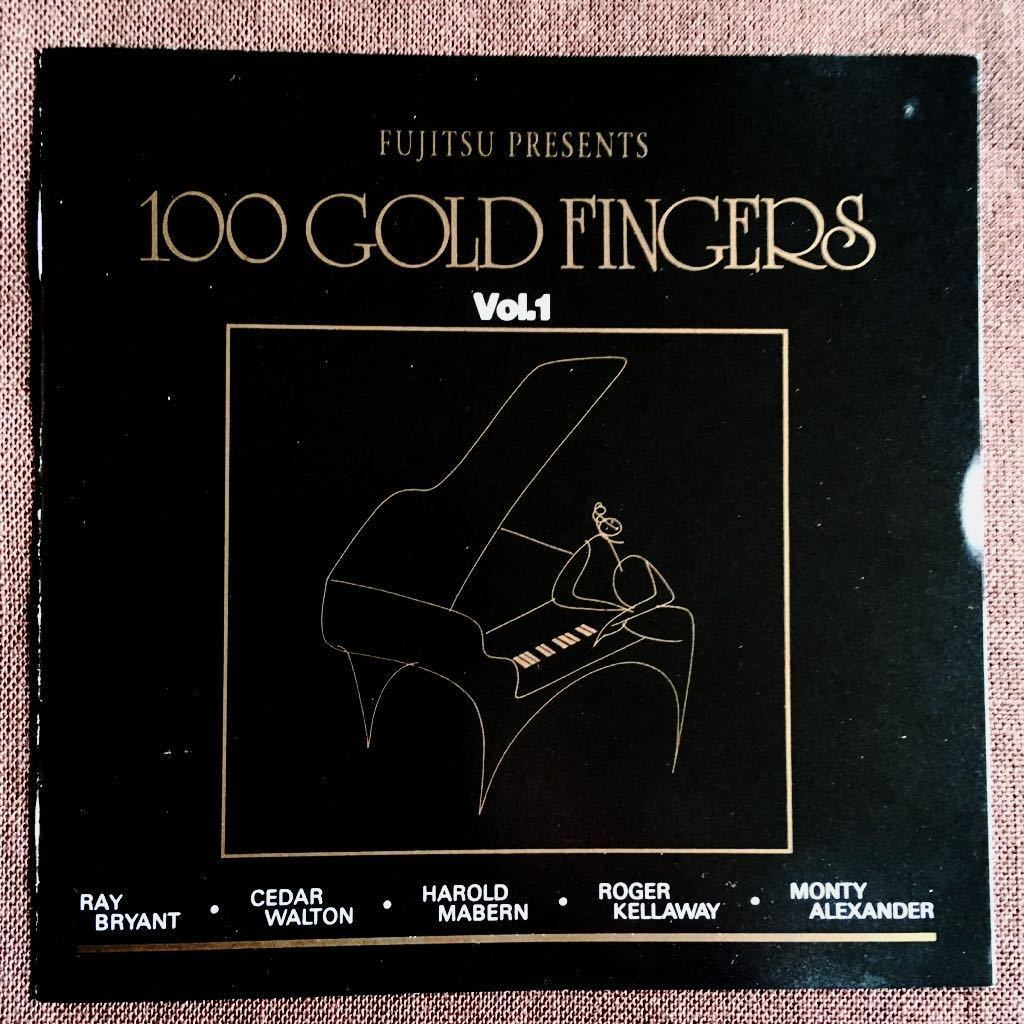 FUJITSU PRESENTS
100 GOLD FINGERS
Vol.1
RAY BRYANT • CEDAR WALTON • HAROLD MABERN • ROGER KELLAWAY • MONTY ALEXANDER